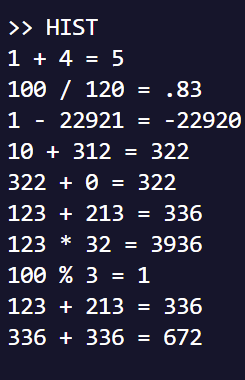 >> HIST
1 + 4 = 5
100 / 120 = .83
1 - 22921 = -22920
10 + 312 = 322
322 + 0 = 322
123 + 213 = 336
123 * 32 = 3936
100 % 3 = 1
123 + 213 = 336
336 + 336 = 672